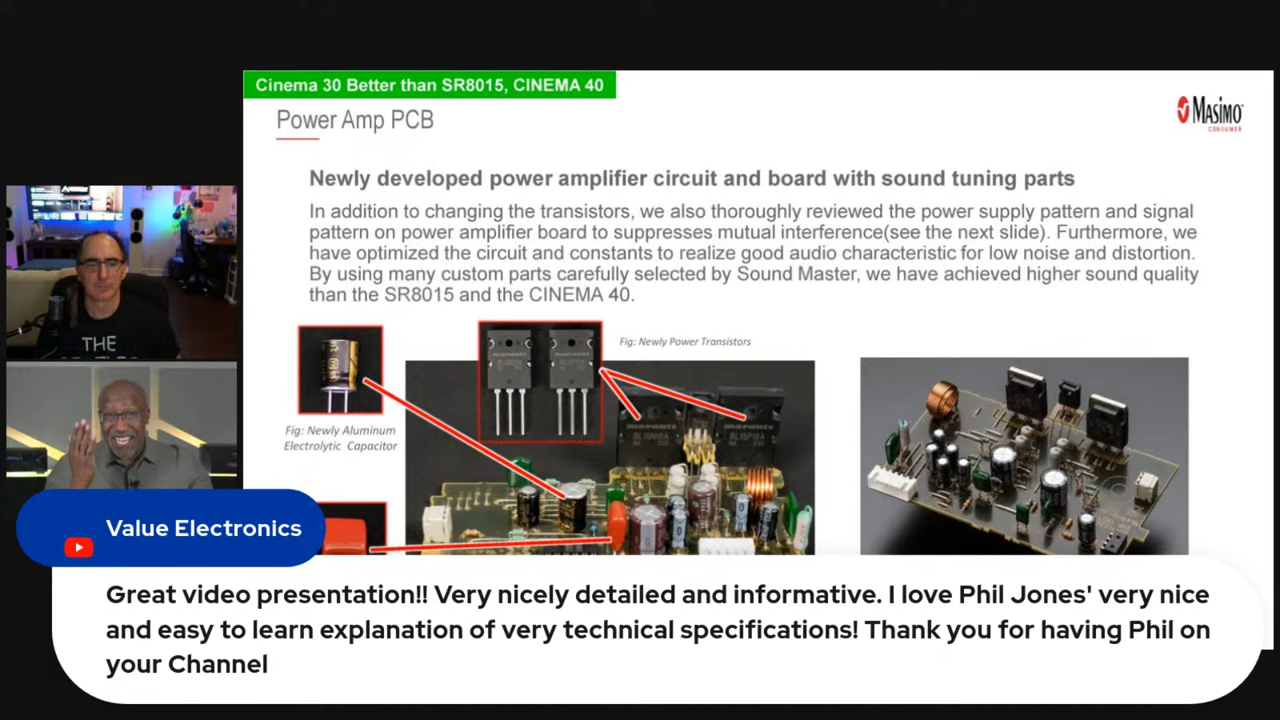 Cinema 30 Better than SR8015, CINEMA 40
Power Amp PCB
MASIMO
CONSUMER
Newly developed power amplifier circuit and board with sound tuning parts
In addition to changing the transistors, we also thoroughly reviewed the power supply pattern and signal
pattern on power amplifier board to suppresses mutual interference(see the next slide). Furthermore, we
have optimized the circuit and constants to realize good audio characteristic for low noise and distortion.
By using many custom parts carefully selected by Sound Master, we have achieved higher sound quality
than the SR8015 and the CINEMA 40.
Fig: Newly Power Transistors
marantz
marantz
Fig: Newly Aluminum
Electrolytic Capacitor
marantz
marantz
THE
Value Electronics
Great video presentation!! Very nicely detailed and informative. I love Phil Jones' very nice
and easy to learn explanation of very technical specifications! Thank you for having Phil on
your Channel